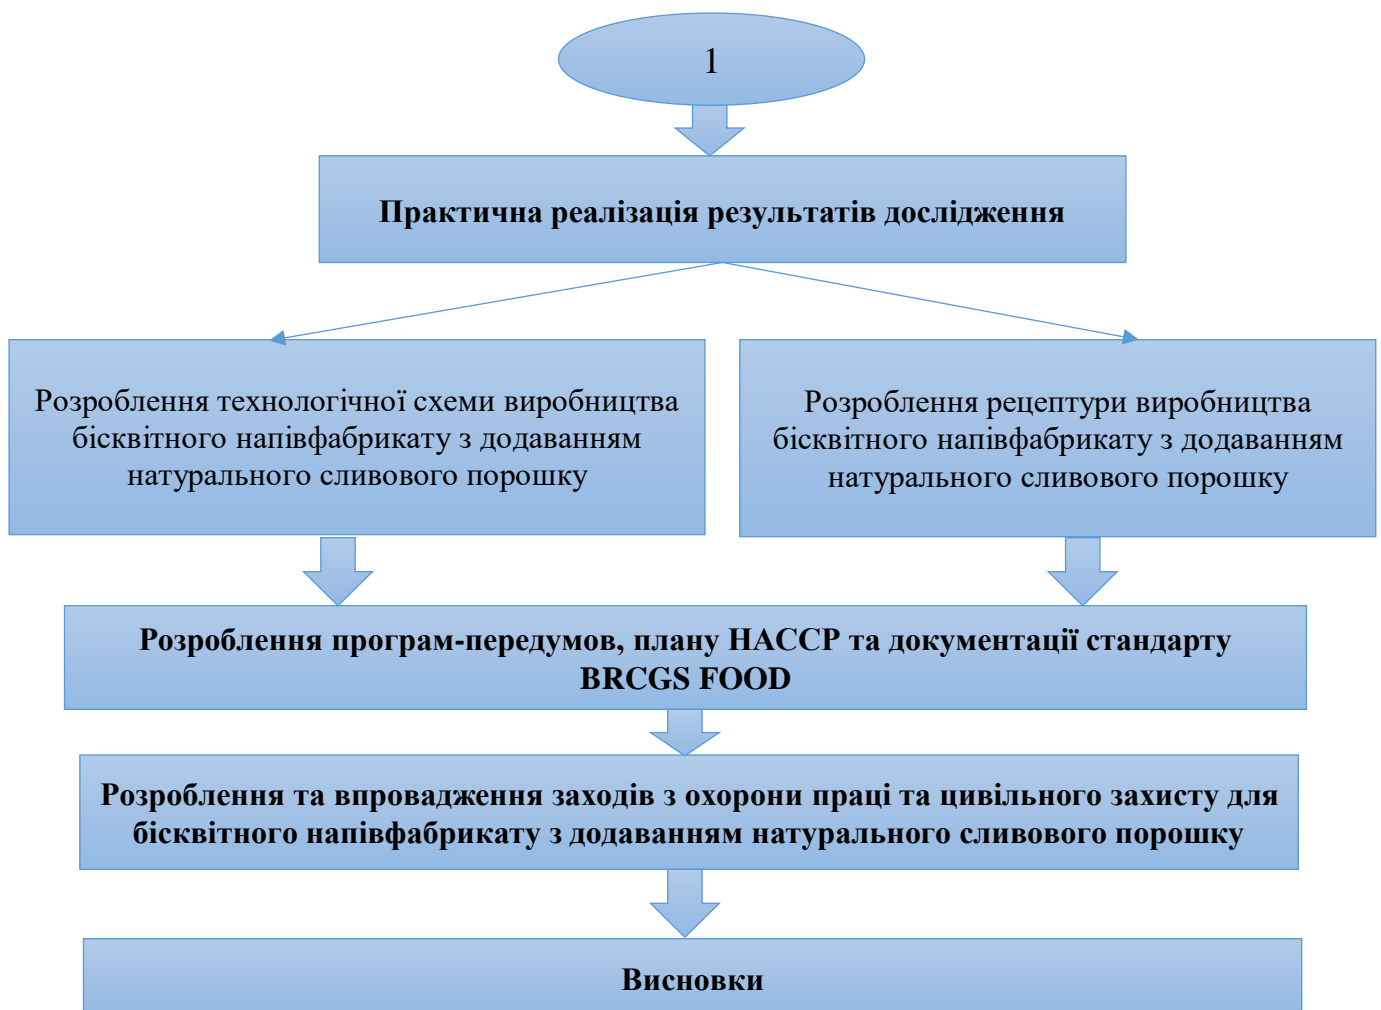 1
Практична реалізація результатів дослідження
Розроблення технологічної схеми виробництва
бісквітного напівфабрикату з додаванням
натурального сливового порошку
Розроблення рецептури виробництва
бісквітного напівфабрикату з додаванням
натурального сливового порошку
Розроблення програм-передумов, плану НАССР та документації стандарту
BRCGS FOOD
Розроблення та впровадження заходів з охорони праці та цивільного захисту для
бісквітного напівфабрикату з додаванням натурального сливового порошку
Висновки